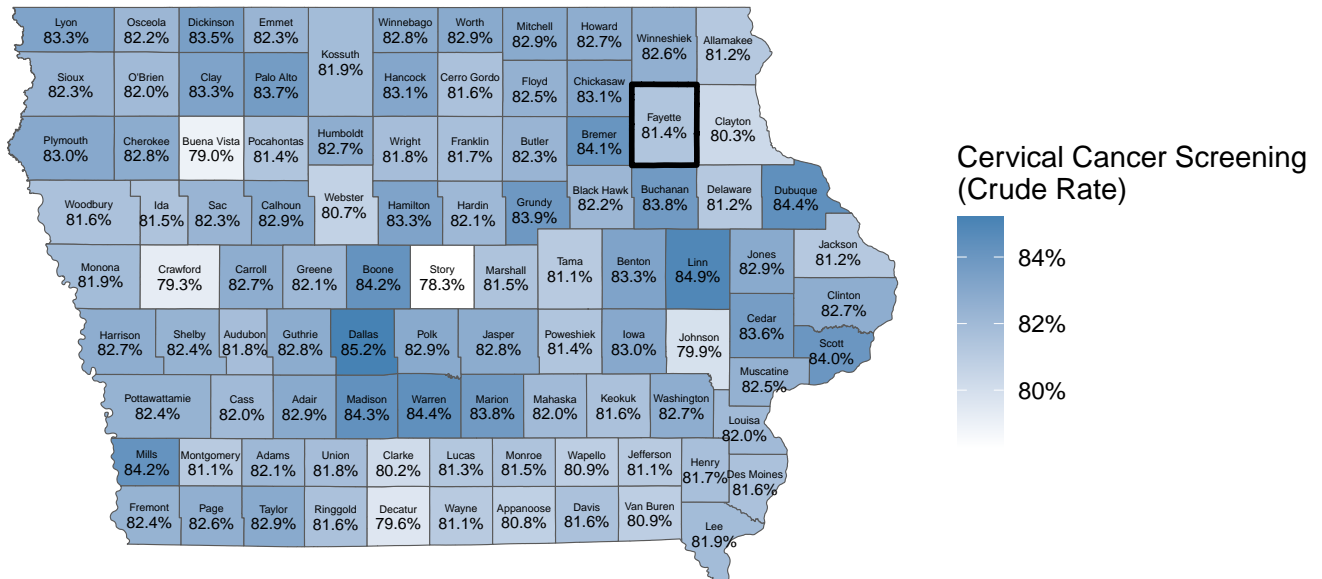 Lyon
83.3%
Osceola
82.2%
Dickinson
83.5%
Emmet
82.3%
Kossuth
81.9%
Winnebago
82.8%
Worth
82.9%
Mitchell
82.9%
Howard
82.7%
Winneshiek
82.6%
Allamakee
81.2%
Sioux
82.3%
O'Brien
82.0%
Clay
83.3%
Palo Alto
83.7%
Hancock
83.1%
Cerro Gordo
81.6%
Floyd
82.5%
Chickasaw
83.1%
Fayette
81.4%
Clayton
80.3%
Plymouth
83.0%
Cherokee
82.8%
Buena Vista
79.0%
Pocahontas
81.4%
Humboldt
82.7%
Wright
81.8%
Franklin
81.7%
Butler
82.3%
Bremer
84.1%
Woodbury
81.6%
Ida
81.5%
Sac
82.3%
Calhoun
82.9%
Webster
80.7%
Hamilton
83.3%
Hardin
82.1%
Grundy
83.9%
Black Hawk
82.2%
Buchanan
83.8%
Delaware
81.2%
Dubuque
84.4%
Monona
81.9%
Crawford
79.3%
Carroll
82.7%
Greene
82.1%
Boone
84.2%
Story
78.3%
Marshall
81.5%
Tama
81.1%
Benton
83.3%
Linn
84.9%
Jones
82.9%
Jackson
81.2%
Clinton
82.7%
Harrison
82.7%
Shelby
82.4%
Audubon
81.8%
Guthrie
82.8%
Dallas
85.2%
Polk
82.9%
Jasper
82.8%
Poweshiek
81.4%
Iowa
83.0%
Johnson
79.9%
Cedar
83.6%
Scott
84.0%
Muscatine
82.5%
Pottawattamie
82.4%
Cass
82.0%
Adair
82.9%
Madison
84.3%
Warren
84.4%
Marion
83.8%
Mahaska
82.0%
Keokuk
81.6%
Washington
82.7%
Louisa
82.0%
Mills
84.2%
Montgomery
81.1%
Adams
82.1%
Union
81.8%
Clarke
80.2%
Lucas
81.3%
Monroe
81.5%
Wapello
80.9%
Jefferson
81.1%
Henry
81.7%
Des Moines
81.6%
Fremont
82.4%
Page
82.6%
Taylor
82.9%
Ringgold
81.6%
Decatur
79.6%
Wayne
81.1%
Appanoose
80.8%
Davis
81.6%
Van Buren
80.9%
Lee
81.9%
Cervical Cancer Screening
(Crude Rate)
84%
82%
80%